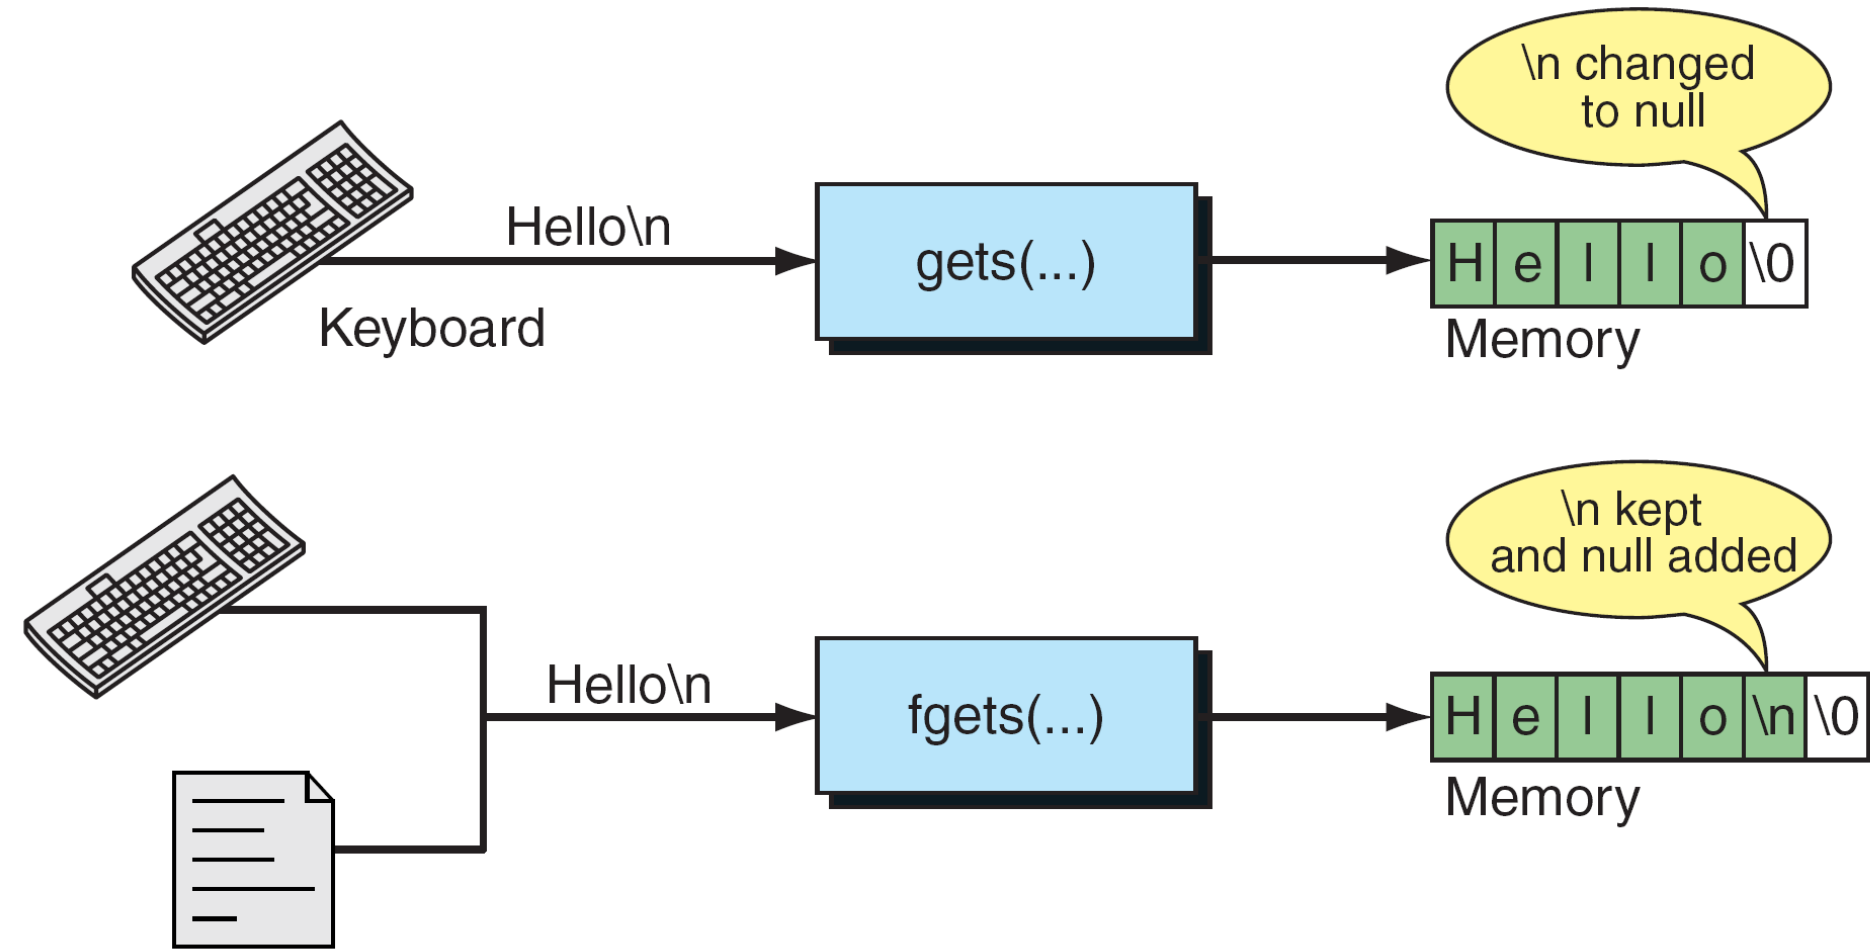 \n changed
to null
Hello\n
gets(...)
H e l l o \0
Keyboard
Memory
\n kept
and null added
Hello\n
fgets(...)
H e l l o \n \0
Memory